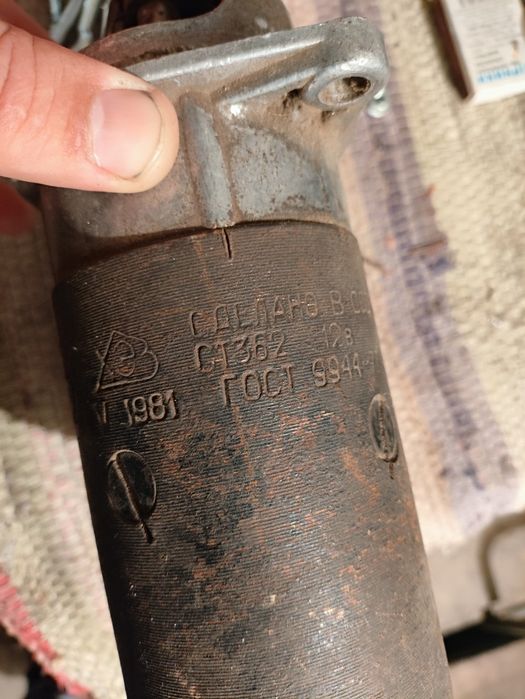 СДЕЛАНО В С
СТ362 12в
ГОСТ 9944-
V 1981